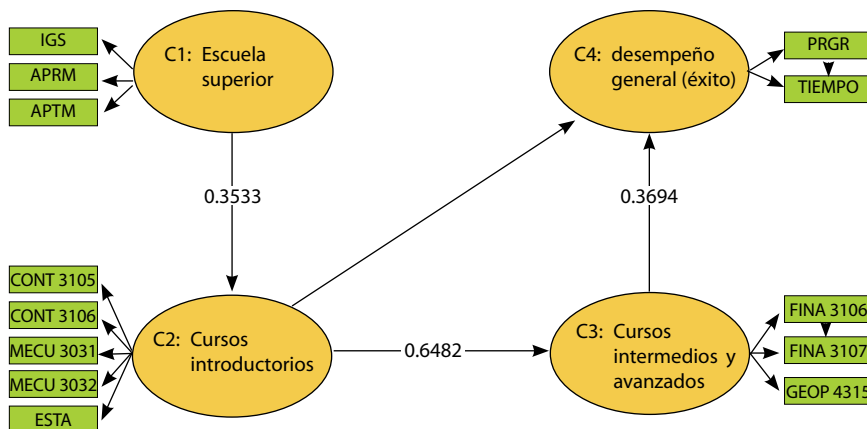 IGS
APRM
APTM
C1: Escuela
superior
C4: desempeño
general (éxito)
PRGR
TIEMPO
0.3533
0.3694
CONT 3105
CONT 3106
MECU 3031
MECU 3032
ESTA
C2: Cursos
introductorios
0.6482
C3: Cursos
intermedios y
avanzados
FINA 3106
FINA 3107
GEOP 4315